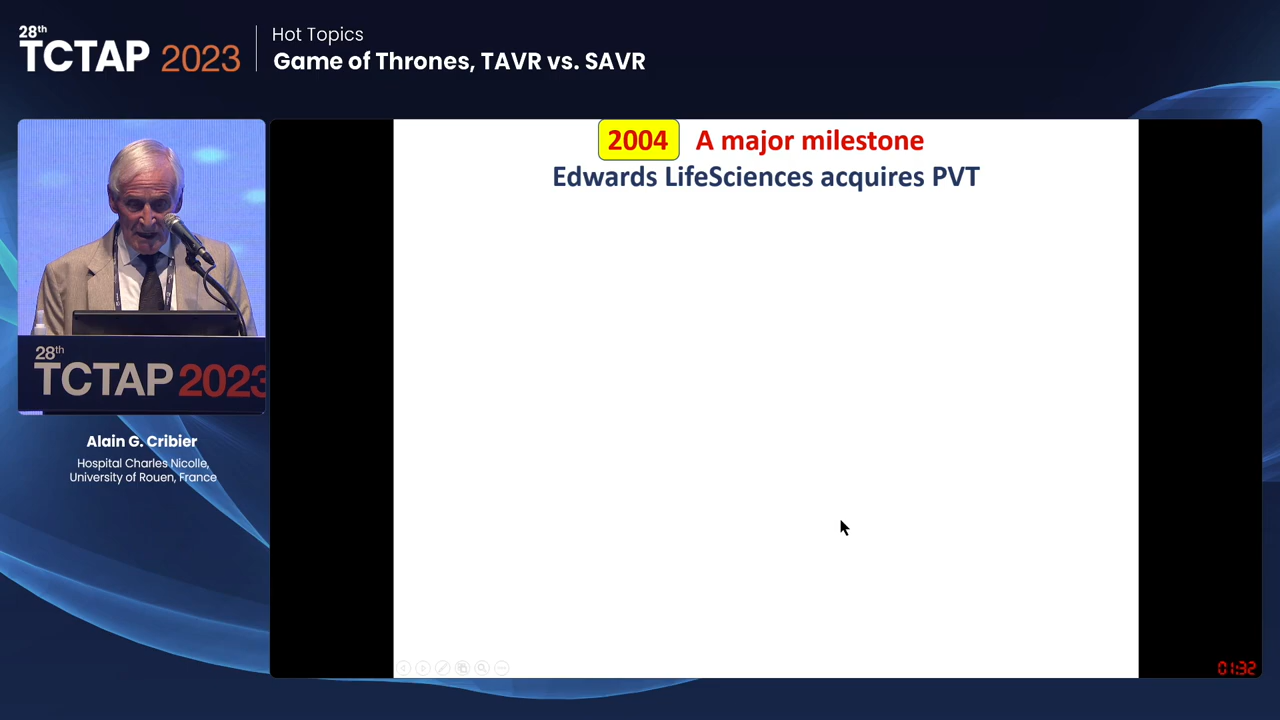 28th
TCTAP 2023
Hot Topics
Game of Thrones, TAVR vs. SAVR
2004 A major milestone
Edwards LifeSciences acquires PVT
28th
TCTAP 2023
Alain G. Cribier
Hospital Charles Nicolle,
University of Rouen, France
01:32